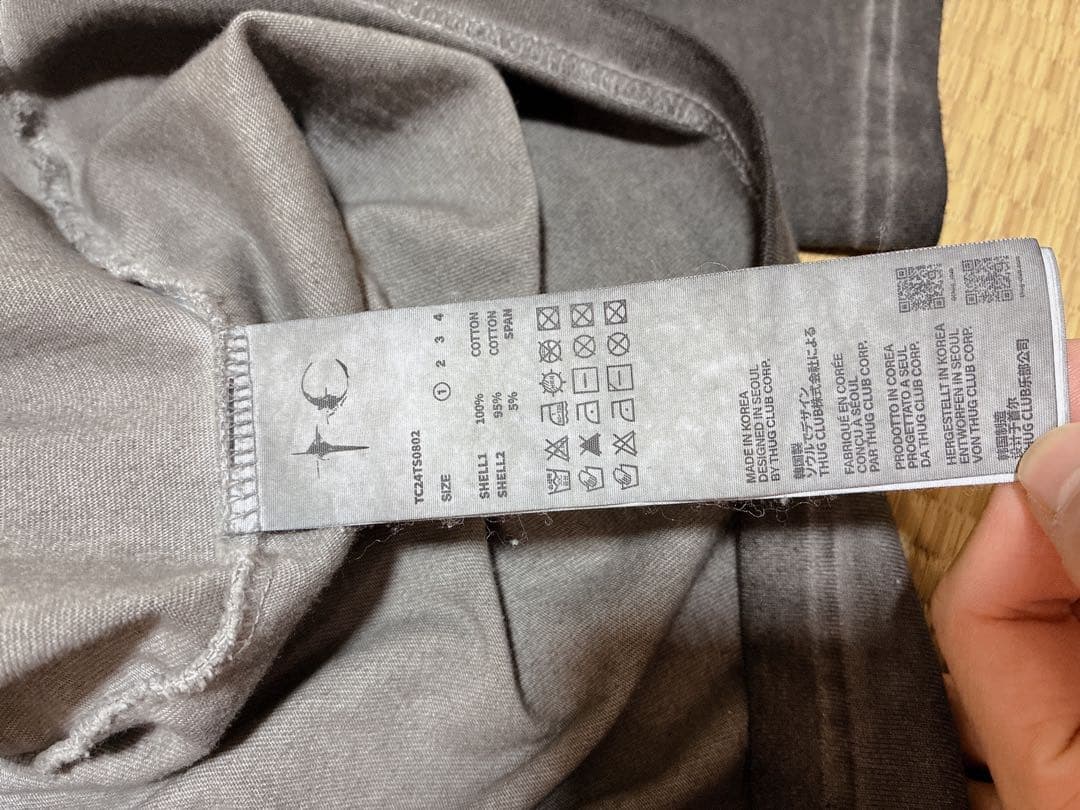 TC24TS0802
SIZE ① 2 3 4
SHELL1 100% COTTON
SHELL2 95% COTTON
5% SPAN
MADE IN KOREA
DESIGNED IN SEOUL
BY THUG CLUB CORP.
韓国製
ソウルでデザイン
THUG CLUB株式会社による
FABRIQUÉ EN CORÉE
CONÇU À SÉOUL
PAR THUG CLUB CORP.
PRODOTTO IN COREA
PROGETTATO A SEUL
DA THUG CLUB CORP.
HERGESTELLT IN KOREA
ENTWORFEN IN SEOUL
VON THUG CLUB CORP.
韩国制造
设计于首尔
THUG CLUB乐部公司